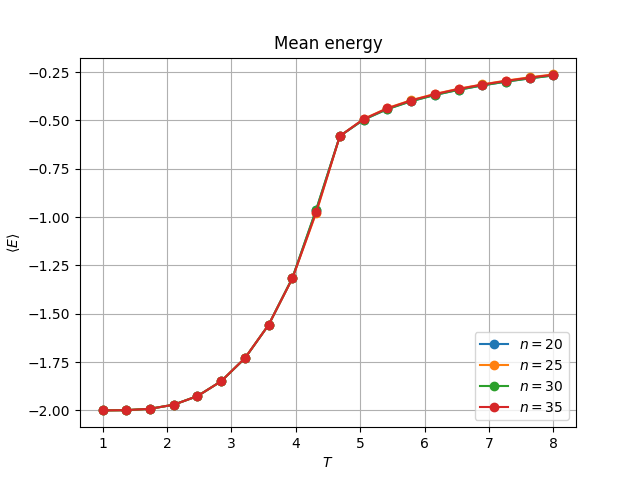 Mean energy
−0.25
−0.50
−0.75
−1.00
−1.25
−1.50
−1.75
−2.00
⟨E⟩
1 2 3 4 5 6 7 8
T
n = 20
n = 25
n = 30
n = 35